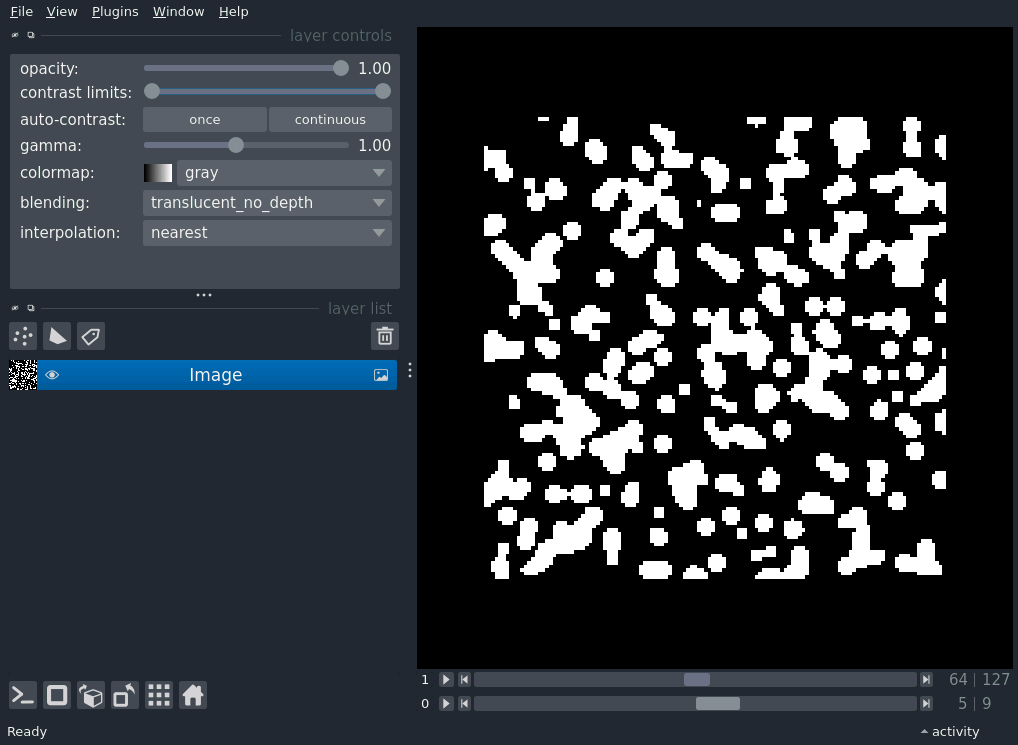 File View Plugins Window Help
layer controls
opacity: 1.00
contrast limits:
auto-contrast: once continuous
gamma: 1.00
colormap: gray
blending: translucent_no_depth
interpolation: nearest
layer list
Image
1 64 | 127
0 5 | 9
Ready activity